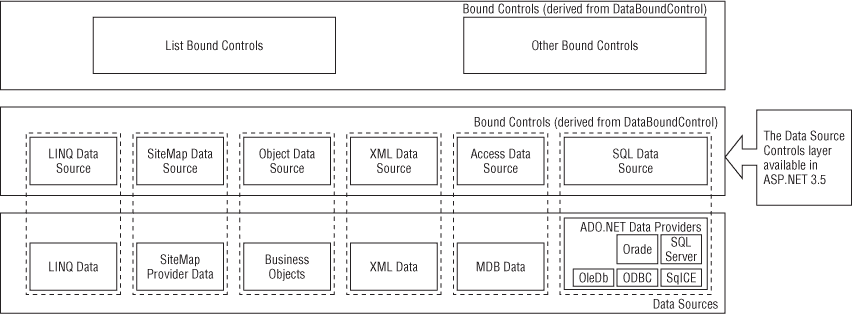 Bound Controls (derived from DataBoundControl)
List Bound Controls
Other Bound Controls
Bound Controls (derived from DataBoundControl)
LINQ Data
Source
SiteMap Data
Source
Object Data
Source
XML Data
Source
Access Data
Source
SQL Data
Source
The Data Source
Controls layer
available in
ASP.NET 3.5
ADO.NET Data Providers
Orade
SQL
Server
OleDb
ODBC
SqlCE
LINQ Data
SiteMap
Provider Data
Business
Objects
XML Data
MDB Data
Data Sources